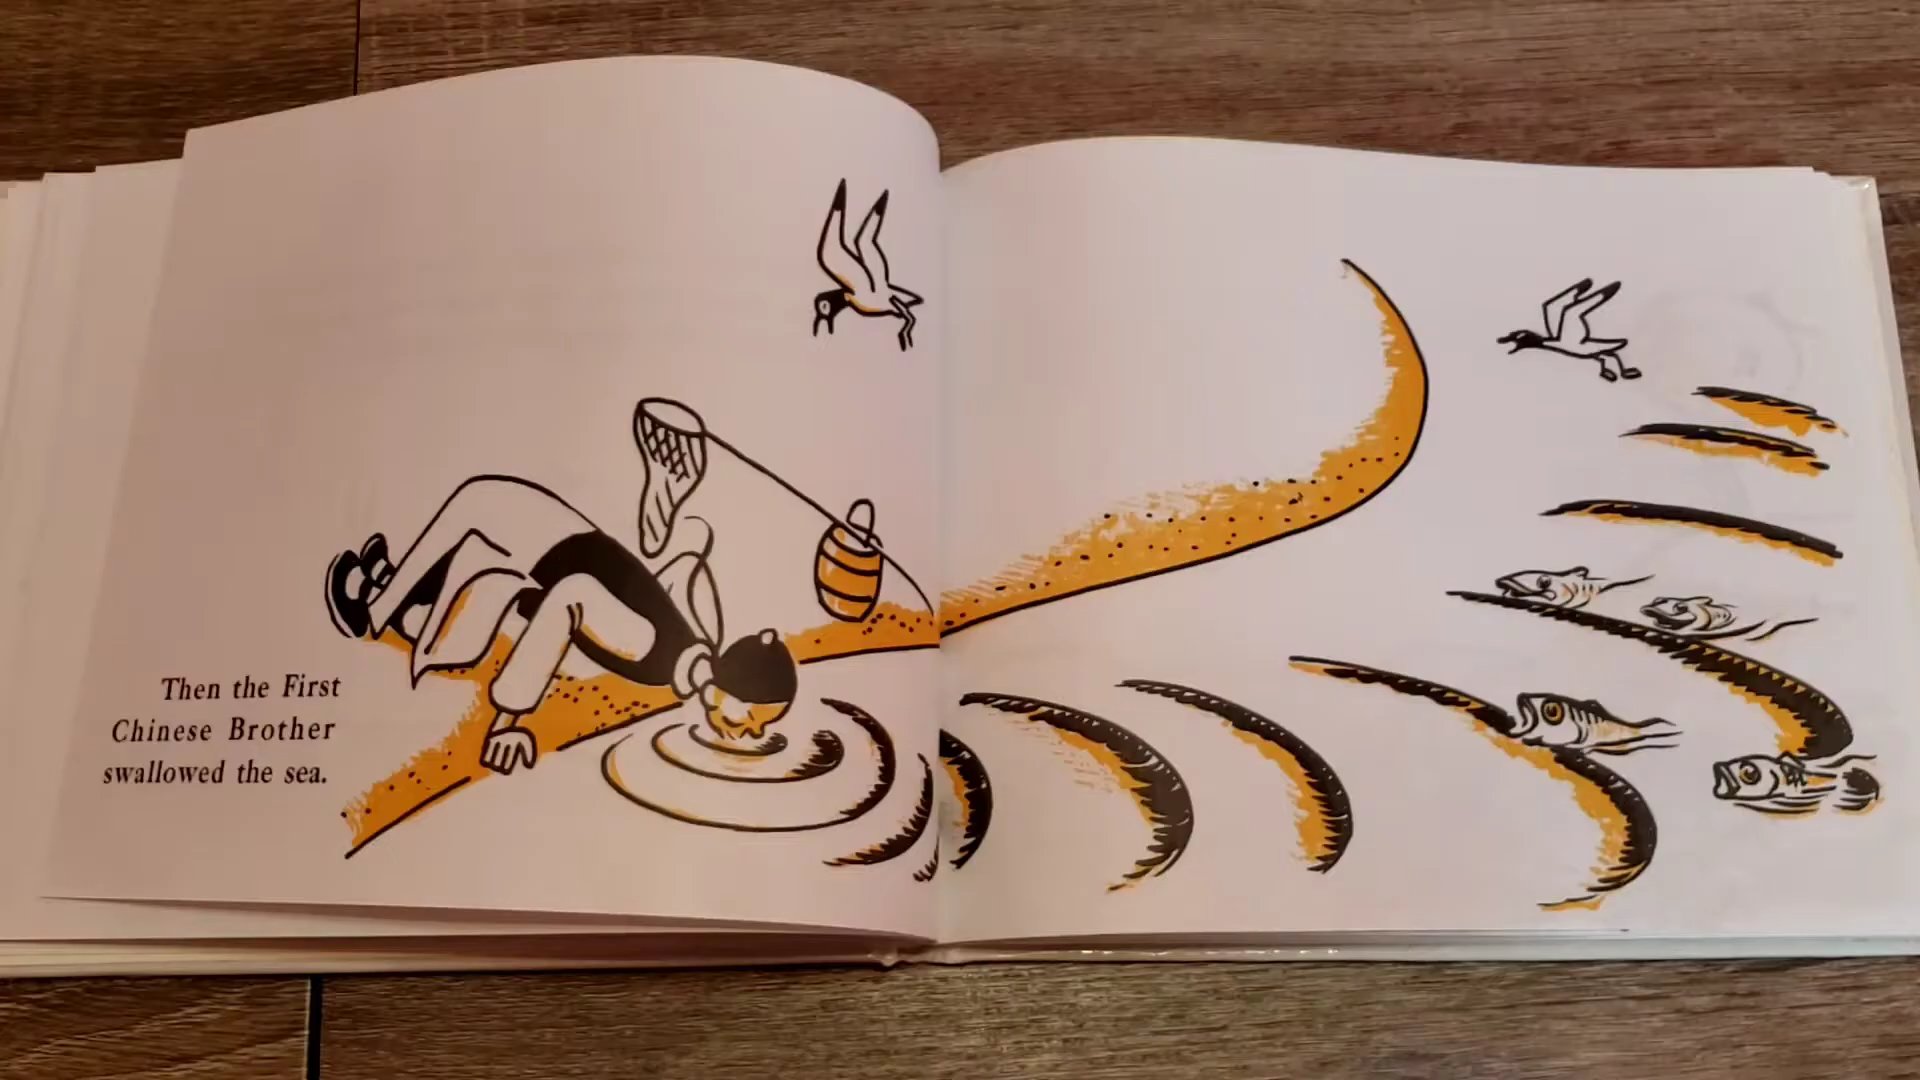 Then the First
Chinese Brother
swallowed the sea.